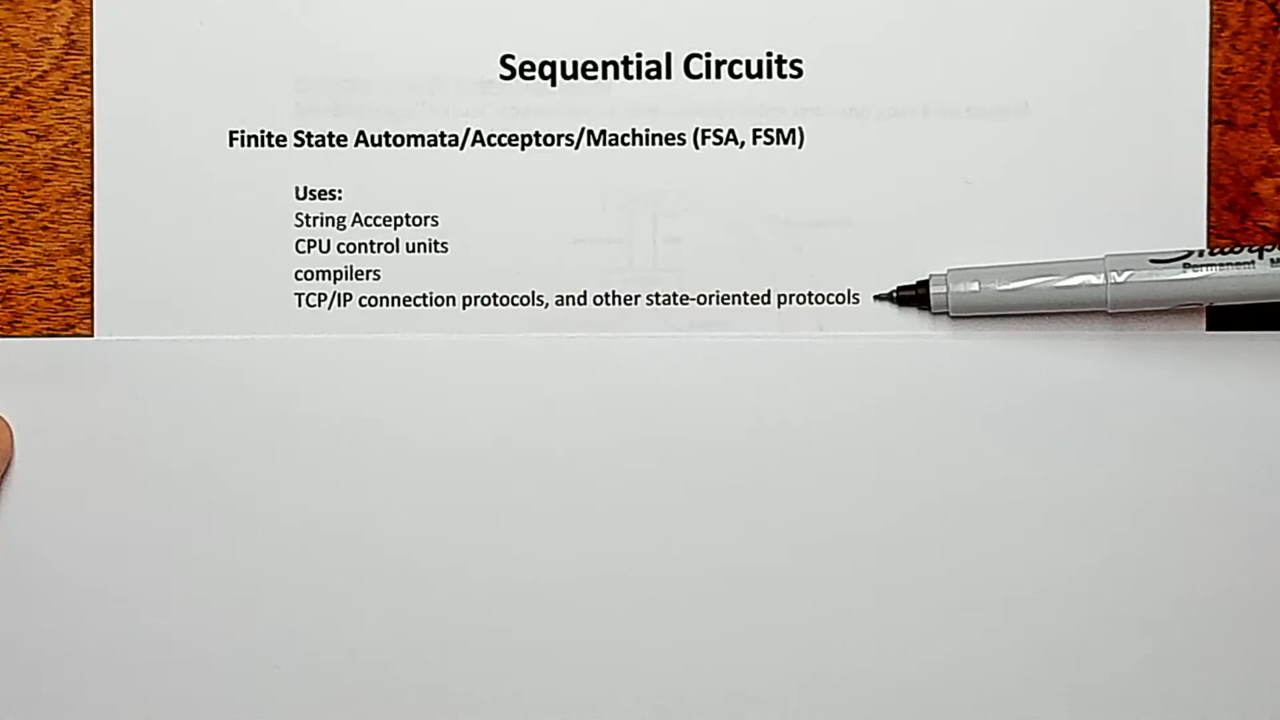 Sequential Circuits
Finite State Automata/Acceptors/Machines (FSA, FSM)
Uses:
String Acceptors
CPU control units
compilers
TCP/IP connection protocols, and other state-oriented protocols
Permanent